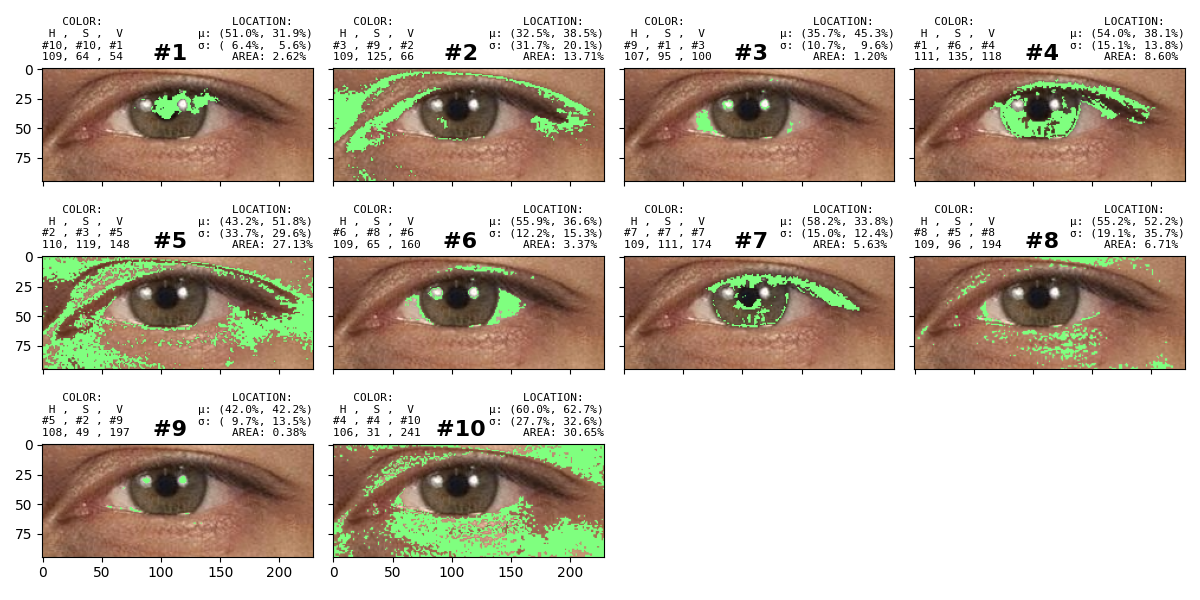 COLOR: LOCATION:
H , S , V μ: (51.0%, 31.9%)
#10, #10, #1 #1 σ: ( 6.4%, 5.6%)
109, 64 , 54 AREA: 2.62%
COLOR: LOCATION:
H , S , V μ: (32.5%, 38.5%)
#3 , #9 , #2 #2 σ: (31.7%, 20.1%)
109, 125, 66 AREA: 13.71%
COLOR: LOCATION:
H , S , V μ: (35.7%, 45.3%)
#9 , #1 , #3 #3 σ: (10.7%, 9.6%)
107, 95 , 100 AREA: 1.20%
COLOR: LOCATION:
H , S , V μ: (54.0%, 38.1%)
#1 , #6 , #4 #4 σ: (15.1%, 13.8%)
111, 135, 118 AREA: 8.60%
0
25
50
75
COLOR: LOCATION:
H , S , V μ: (43.2%, 51.8%)
#2 , #3 , #5 #5 σ: (33.7%, 29.6%)
110, 119, 148 AREA: 27.13%
COLOR: LOCATION:
H , S , V μ: (55.9%, 36.6%)
#6 , #8 , #6 #6 σ: (12.2%, 15.3%)
109, 65 , 160 AREA: 3.37%
COLOR: LOCATION:
H , S , V μ: (58.2%, 33.8%)
#7 , #7 , #7 #7 σ: (15.0%, 12.4%)
109, 111, 174 AREA: 5.63%
COLOR: LOCATION:
H , S , V μ: (55.2%, 52.2%)
#8 , #5 , #8 #8 σ: (19.1%, 35.7%)
109, 96 , 194 AREA: 6.71%
0
25
50
75
COLOR: LOCATION:
H , S , V μ: (42.0%, 42.2%)
#5 , #2 , #9 #9 σ: ( 9.7%, 13.5%)
108, 49 , 197 AREA: 0.38%
COLOR: LOCATION:
H , S , V μ: (60.0%, 62.7%)
#4 , #4 , #10 #10 σ: (27.7%, 32.6%)
106, 31 , 241 AREA: 30.65%
0
25
50
75
0 50 100 150 200
0 50 100 150 200